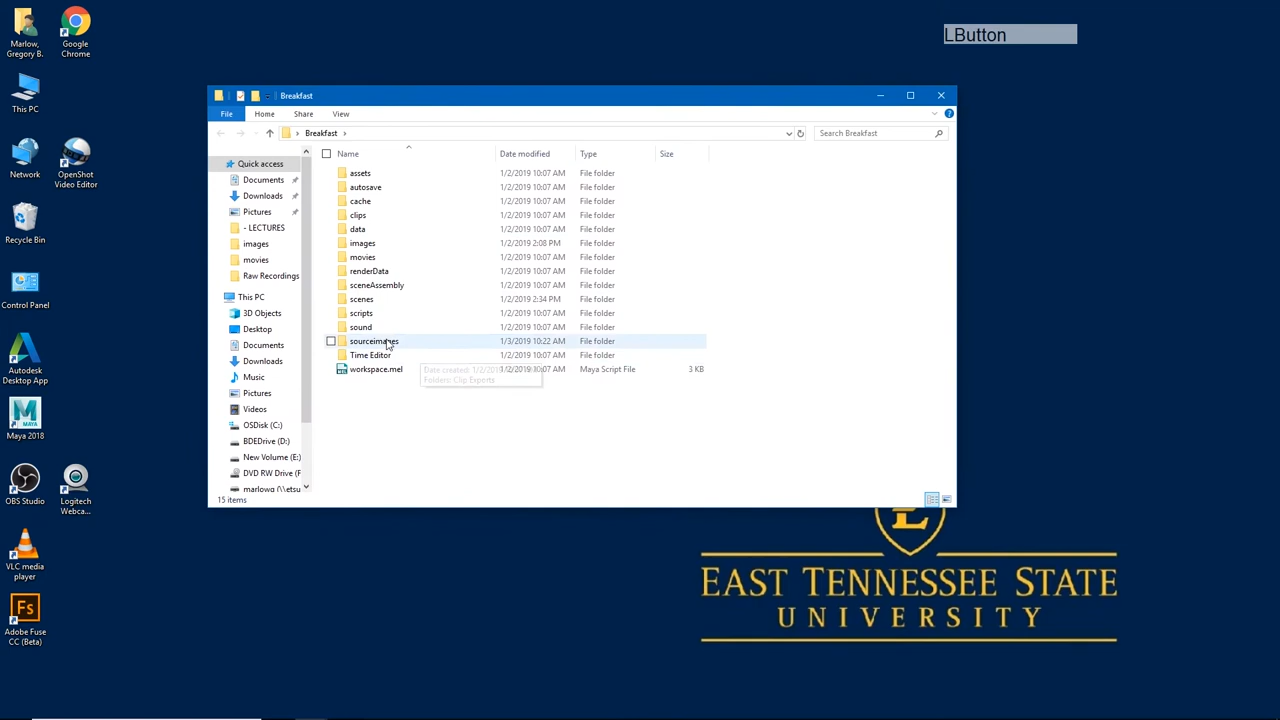 Marlow,
Gregory B.
Google
Chrome
LButton
This PC
Network
OpenShot
Video Editor
Recycle Bin
Control Panel
Autodesk
Desktop App
Maya 2018
OBS Studio
Logitech
Webca...
VLC media
player
Adobe Fuse
CC (Beta)
Breakfast
File Home Share View
Breakfast
Search Breakfast
Quick access
Documents
Downloads
Pictures
- LECTURES
images
movies
Raw Recordings
This PC
3D Objects
Desktop
Documents
Downloads
Music
Pictures
Videos
OSDisk (C:)
BDEDrive (D:)
New Volume (E:)
DVD RW Drive (F
marlowg (\\etsu
Name Date modified Type Size
assets 1/2/2019 10:07 AM File folder
autosave 1/2/2019 10:07 AM File folder
cache 1/2/2019 10:07 AM File folder
clips 1/2/2019 10:07 AM File folder
data 1/2/2019 10:07 AM File folder
images 1/2/2019 2:08 PM File folder
movies 1/2/2019 10:07 AM File folder
renderData 1/2/2019 10:07 AM File folder
sceneAssembly 1/2/2019 10:07 AM File folder
scenes 1/2/2019 2:34 PM File folder
scripts 1/2/2019 10:07 AM File folder
sound 1/2/2019 10:07 AM File folder
sourceimages 1/3/2019 10:22 AM File folder
Time Editor 1/2/2019 10:07 AM File folder
workspace.mel 1/2/2019 10:07 AM Maya Script File 3 KB
Date created: 1/2/2019
Folders: Clip Exports
15 items
E
EAST TENNESSEE STATE
UNIVERSITY